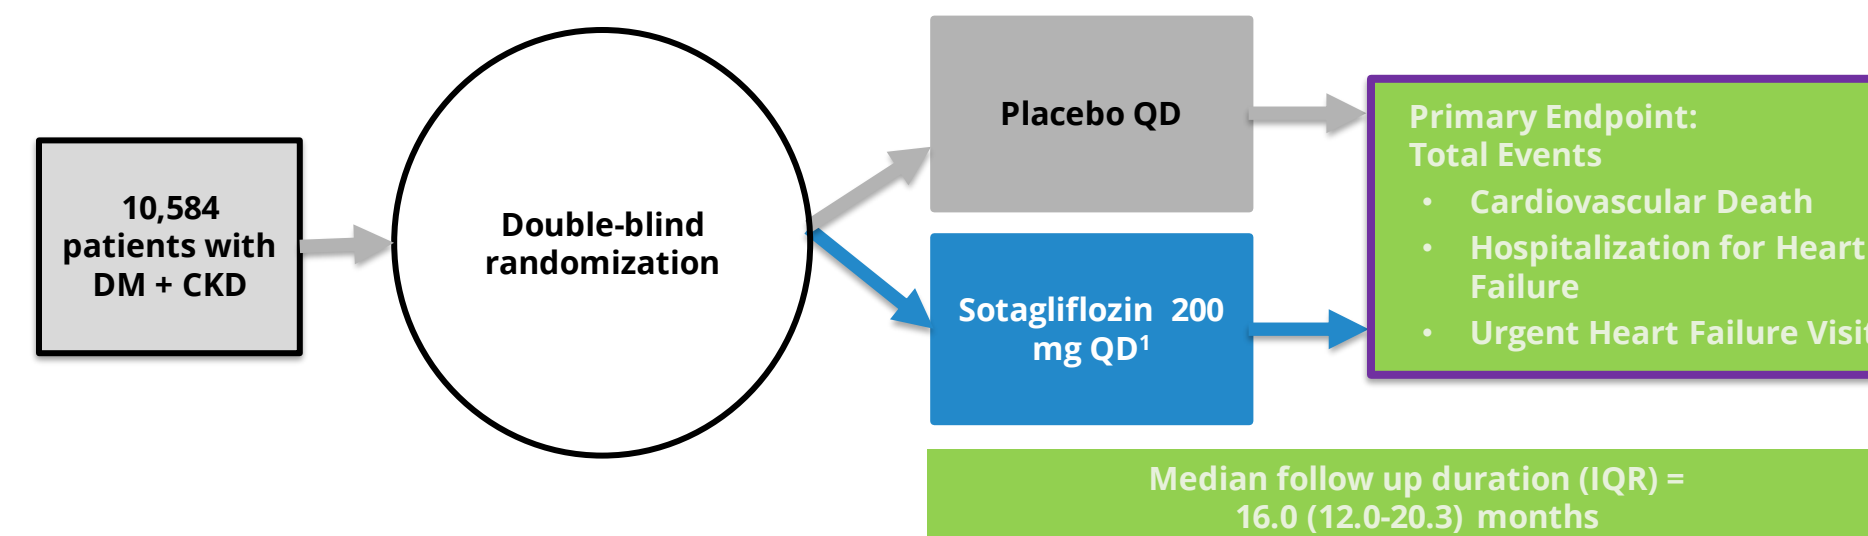 10,584
patients with
DM + CKD
Double-blind
randomization
Placebo QD
Sotagliflozin 200
mg QD¹
Primary Endpoint:
Total Events
• Cardiovascular Death
• Hospitalization for Heart
Failure
• Urgent Heart Failure Visit
Median follow up duration (IQR) =
16.0 (12.0-20.3) months